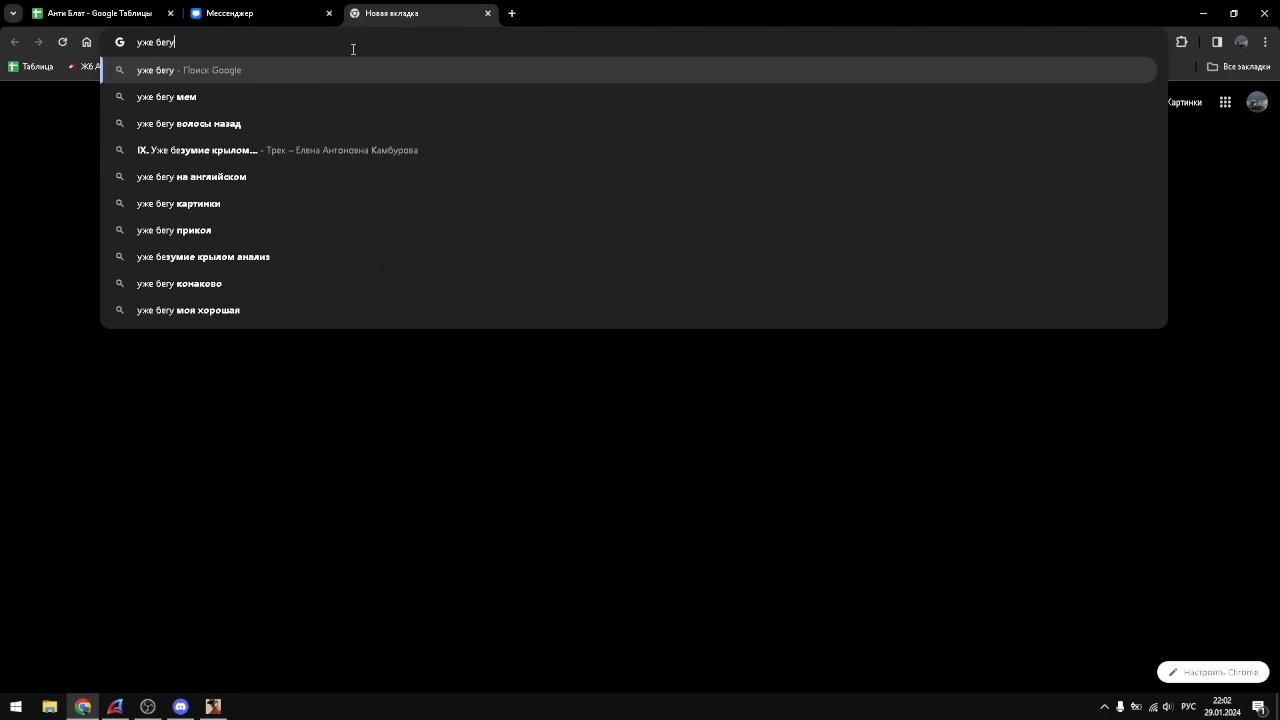 Анти Блат - Google Таблицы
Мессенджер
Новая вкладка
уже бегу
Таблица
ЖБ А
Все закладки
уже бегу - Поиск Google
уже бегу мем
Картинки
уже бегу волосы назад
IX. Уже безумие крылом... - Трек – Елена Антоновна Камбурова
уже бегу на английском
уже бегу картинки
уже бегу прикол
уже безумие крылом анализ
уже бегу конаково
уже бегу моя хорошая
Настроить Chrome
РУС
22:02
29.01.2024
1